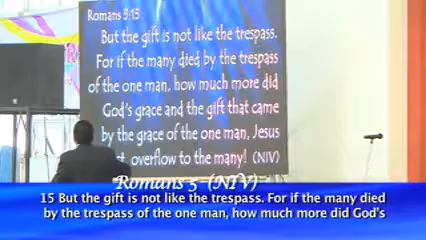 Romans 5:15
But the gift is not like the trespass.
For if the many died by the trespass
of the one man, how much more did
God's grace and the gift that came
by the grace of the one man, Jesus
overflow to the many! (NIV)
Romans 5 (NIV)
15 But the gift is not like the trespass. For if the many died
by the trespass of the one man, how much more did God's